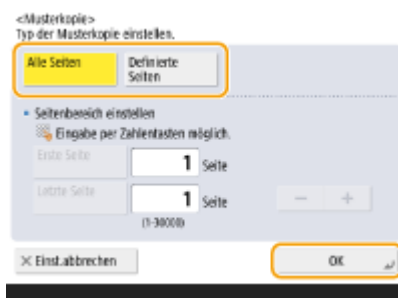 <Musterkopie>
Typ der Musterkopie einstellen.
Alle Seiten
Definierte
Seiten
Seitenbereich einstellen
Eingabe per Zahlentasten möglich.
Erste Seite
1 Seite
Letzte Seite
1 Seite
- +
(1-30000)
× Einst.abbrechen
OK